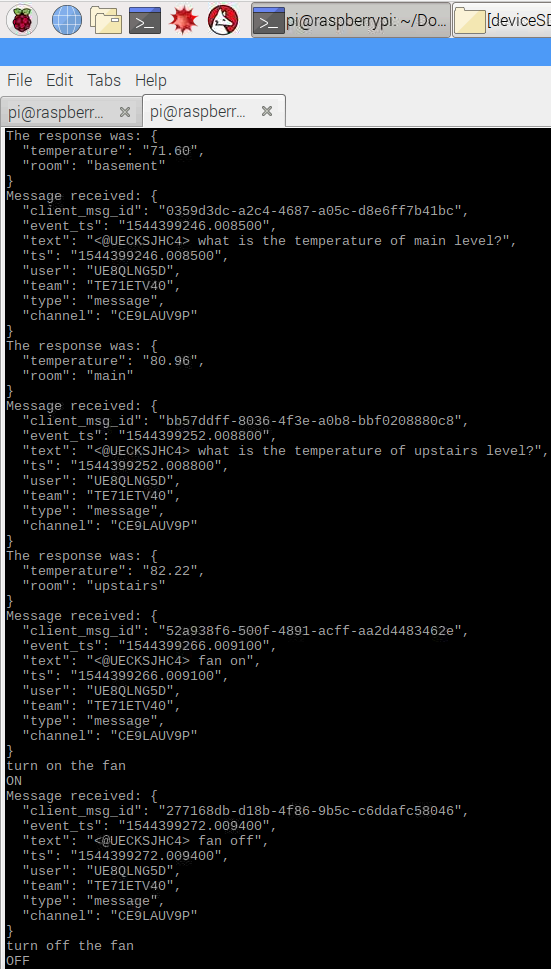 pi@raspberrypi: ~/Do...
[deviceSD
File Edit Tabs Help
pi@raspberr...
pi@raspberr...
The response was: {
  "temperature": "71.60",
  "room": "basement"
}
Message received: {
  "client_msg_id": "0359d3dc-a2c4-4687-a05c-d8e6ff7b41bc",
  "event_ts": "1544399246.008500",
  "text": "<@UECKSJHC4> what is the temperature of main level?",
  "ts": "1544399246.008500",
  "user": "UE8QLNG5D",
  "team": "TE71ETV40",
  "type": "message",
  "channel": "CE9LAUV9P"
}
The response was: {
  "temperature": "80.96",
  "room": "main"
}
Message received: {
  "client_msg_id": "bb57ddff-8036-4f3e-a0b8-bbf0208880c8",
  "event_ts": "1544399252.008800",
  "text": "<@UECKSJHC4> what is the temperature of upstairs level?",
  "ts": "1544399252.008800",
  "user": "UE8QLNG5D",
  "team": "TE71ETV40",
  "type": "message",
  "channel": "CE9LAUV9P"
}
The response was: {
  "temperature": "82.22",
  "room": "upstairs"
}
Message received: {
  "client_msg_id": "52a938f6-500f-4891-acff-aa2d4483462e",
  "event_ts": "1544399266.009100",
  "text": "<@UECKSJHC4> fan on",
  "ts": "1544399266.009100",
  "user": "UE8QLNG5D",
  "team": "TE71ETV40",
  "type": "message",
  "channel": "CE9LAUV9P"
}
turn on the fan
ON
Message received: {
  "client_msg_id": "277168db-d18b-4f86-9b5c-c6ddafc58046",
  "event_ts": "1544399272.009400",
  "text": "<@UECKSJHC4> fan off",
  "ts": "1544399272.009400",
  "user": "UE8QLNG5D",
  "team": "TE71ETV40",
  "type": "message",
  "channel": "CE9LAUV9P"
}
turn off the fan
OFF